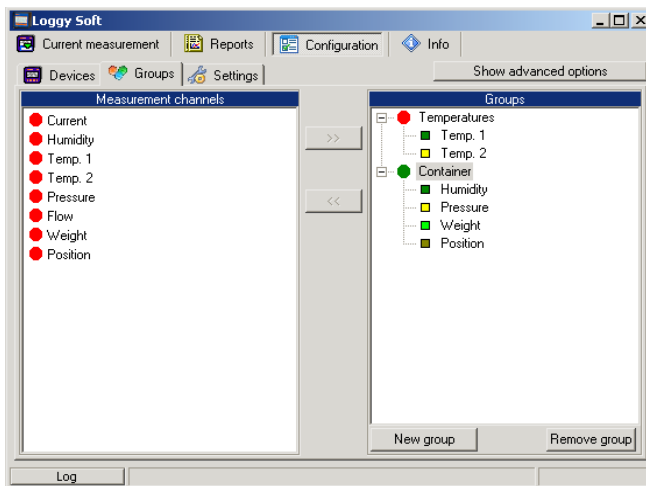 Loggy Soft
Current measurement Reports Configuration Info
Devices Groups Settings Show advanced options
Measurement channels
Current
Humidity
Temp. 1
Temp. 2
Pressure
Flow
Weight
Position
>>
<<
Groups
Temperatures
Temp. 1
Temp. 2
Container
Humidity
Pressure
Weight
Position
New group Remove group
Log